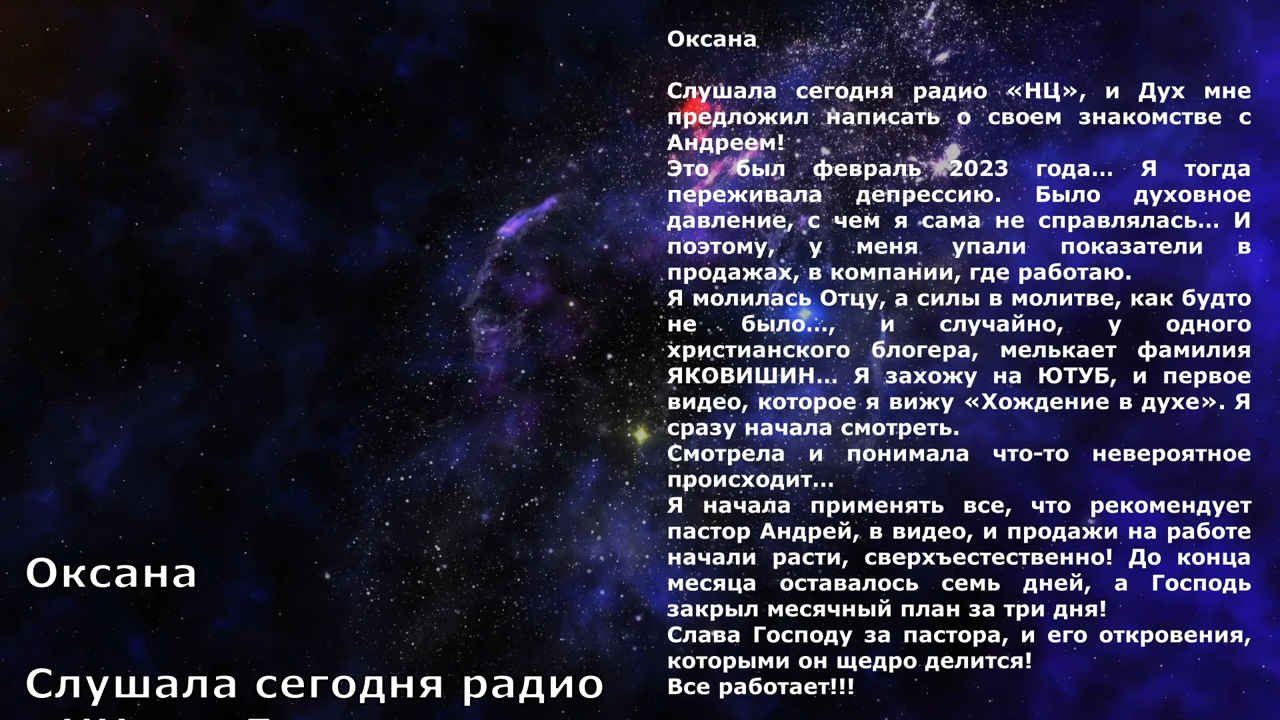 Оксана
Слушала сегодня радио «НЦ», и Дух мне
предложил написать о своем знакомстве с
Андреем!
Это был февраль 2023 года... Я тогда
переживала депрессию. Было духовное
давление, с чем я сама не справлялась... И
поэтому, у меня упали показатели в
продажах, в компании, где работаю.
Я молилась Отцу, а силы в молитве, как будто
не было..., и случайно, у одного
христианского блогера, мелькает фамилия
ЯКОВИШИН... Я захожу на ЮТУБ, и первое
видео, которое я вижу «Хождение в духе». Я
сразу начала смотреть.
Смотрела и понимала что-то невероятное
происходит...
Я начала применять все, что рекомендует
пастор Андрей, в видео, и продажи на работе
начали расти, сверхъестественно! До конца
месяца оставалось семь дней, а Господь
закрыл месячный план за три дня!
Слава Господу за пастора, и его откровения,
которыми он щедро делится!
Все работает!!!
Оксана
Слушала сегодня радио